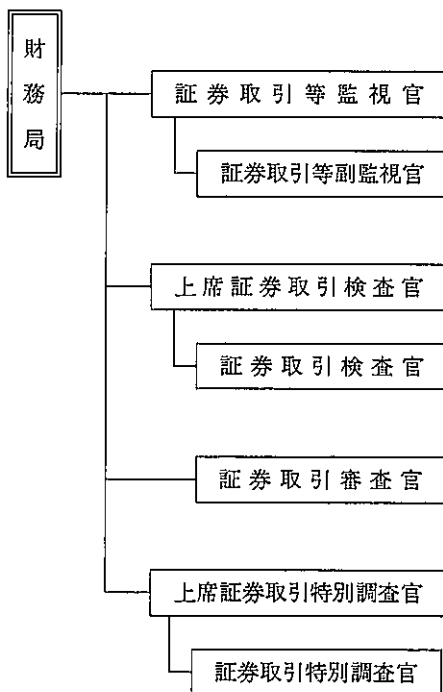 財務局
証券取引等監視官
証券取引等副監視官
上席証券取引検査官
証券取引検査官
証券取引審査官
上席証券取引特別調査官
証券取引特別調査官